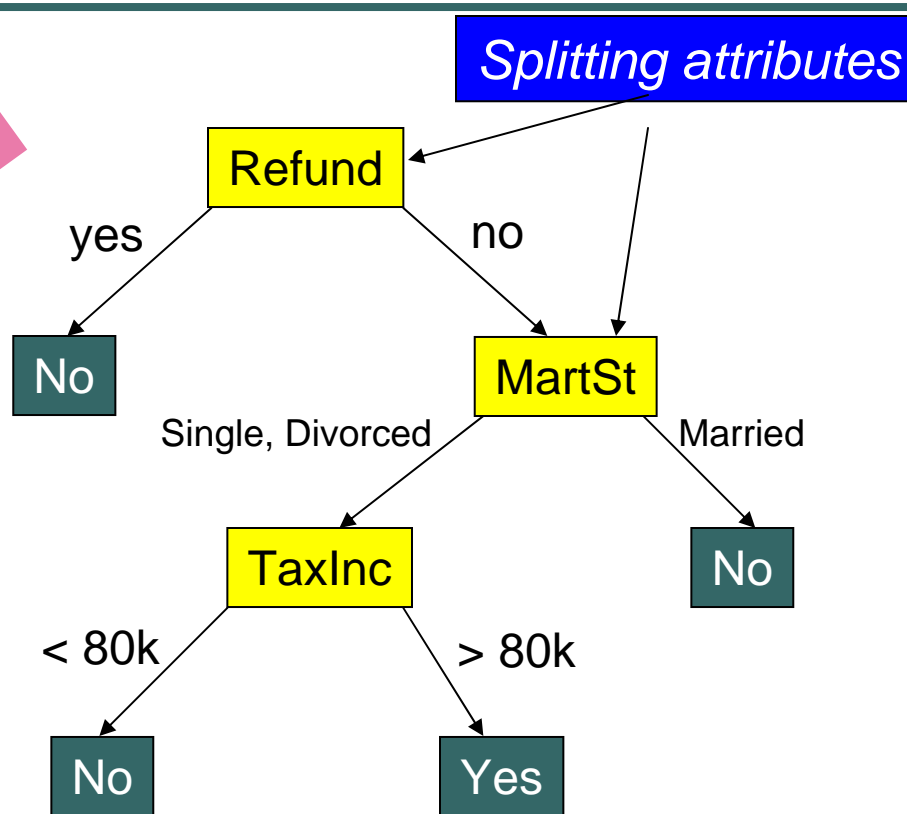 Splitting attributes
Refund
yes
no
No
MartSt
Single, Divorced
Married
TaxInc
No
< 80k
> 80k
No
Yes